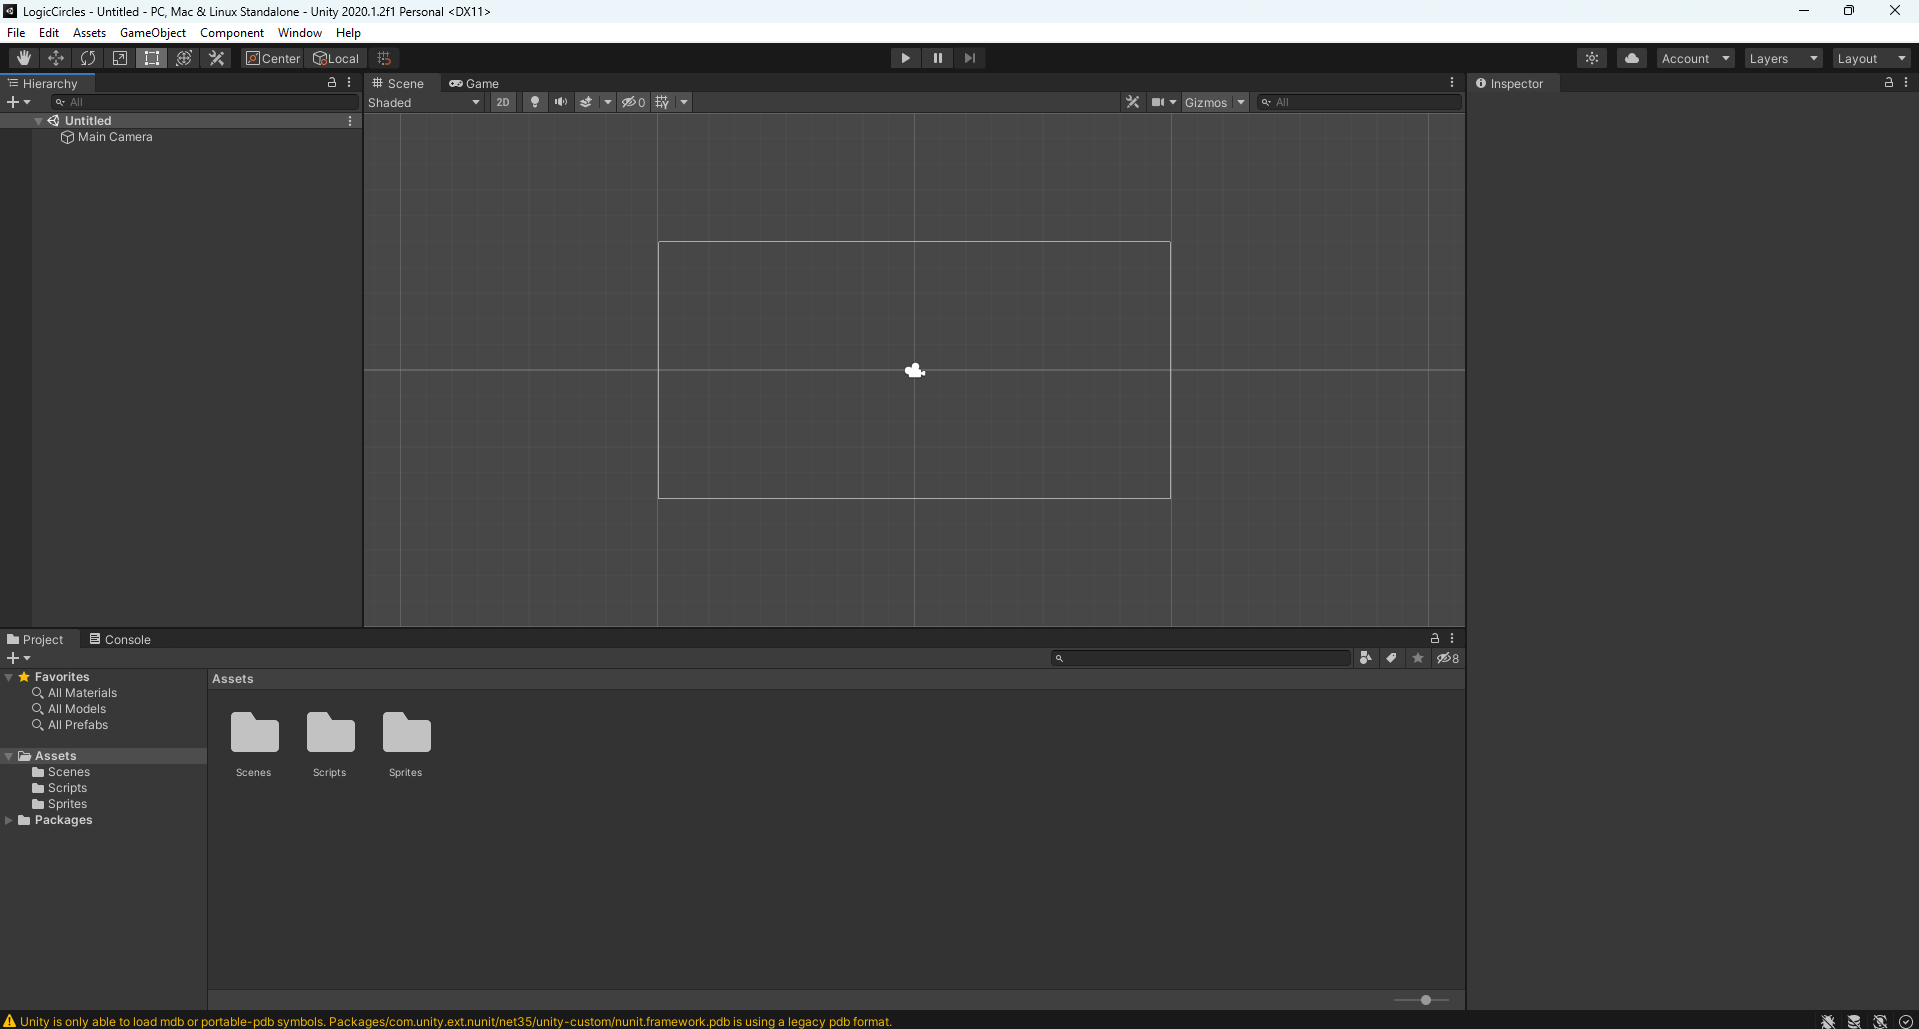 LogicCircles - Untitled - PC, Mac & Linux Standalone - Unity 2020.1.2f1 Personal <DX11>
File Edit Assets GameObject Component Window Help
Center Local Account Layers Layout
Hierarchy
All
Untitled
Main Camera
Scene Game
Shaded 2D 0 Gizmos All
Inspector
Project Console
8
Favorites
All Materials
All Models
All Prefabs
Assets
Scenes
Scripts
Sprites
Packages
Assets
Scenes Scripts Sprites
Unity is only able to load mdb or portable-pdb symbols. Packages/com.unity.ext.nunit/net35/unity-custom/nunit.framework.pdb is using a legacy pdb format.